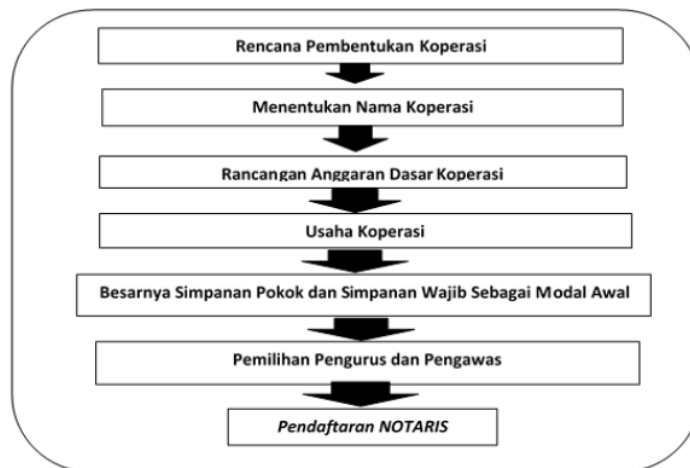 Rencana Pembentukan Koperasi
Menentukan Nama Koperasi
Rancangan Anggaran Dasar Koperasi
Usaha Koperasi
Besarnya Simpanan Pokok dan Simpanan Wajib Sebagai Modal Awal
Pemilihan Pengurus dan Pengawas
Pendaftaran NOTARIS